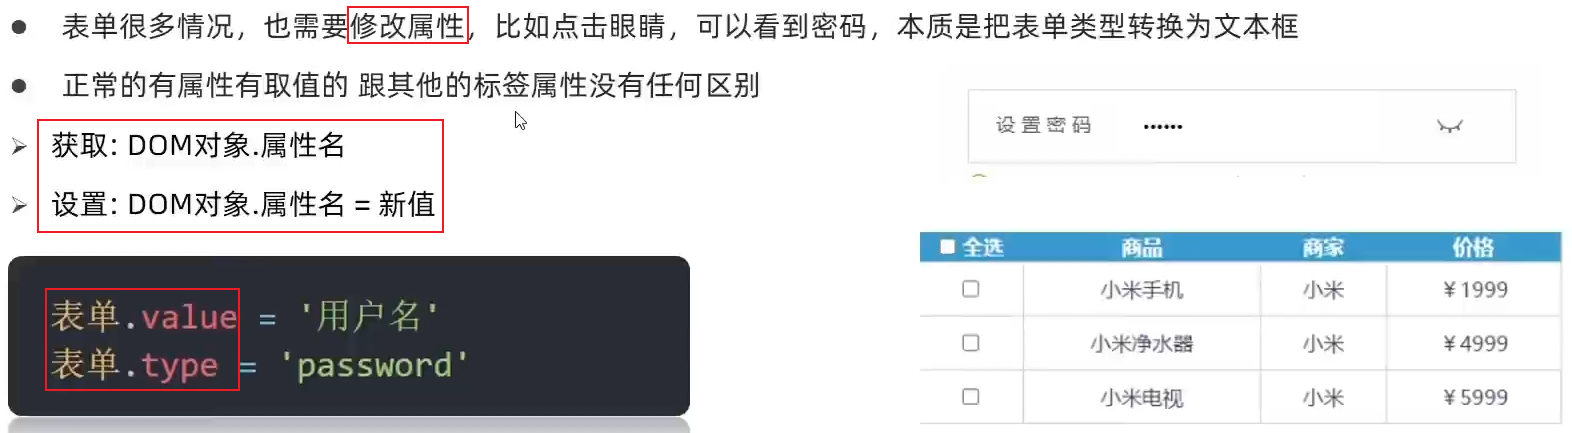 表单很多情况，也需要修改属性，比如点击眼睛，可以看到密码，本质是把表单类型转换为文本框
正常的有属性有取值的 跟其他的标签属性没有任何区别
获取: DOM对象.属性名
设置: DOM对象.属性名 = 新值
表单.value = '用户名'
表单.type = 'password'
设置密码 ••••••
全选 商品 商家 价格
小米手机 小米 ￥1999
小米净水器 小米 ￥4999
小米电视 小米 ￥5999